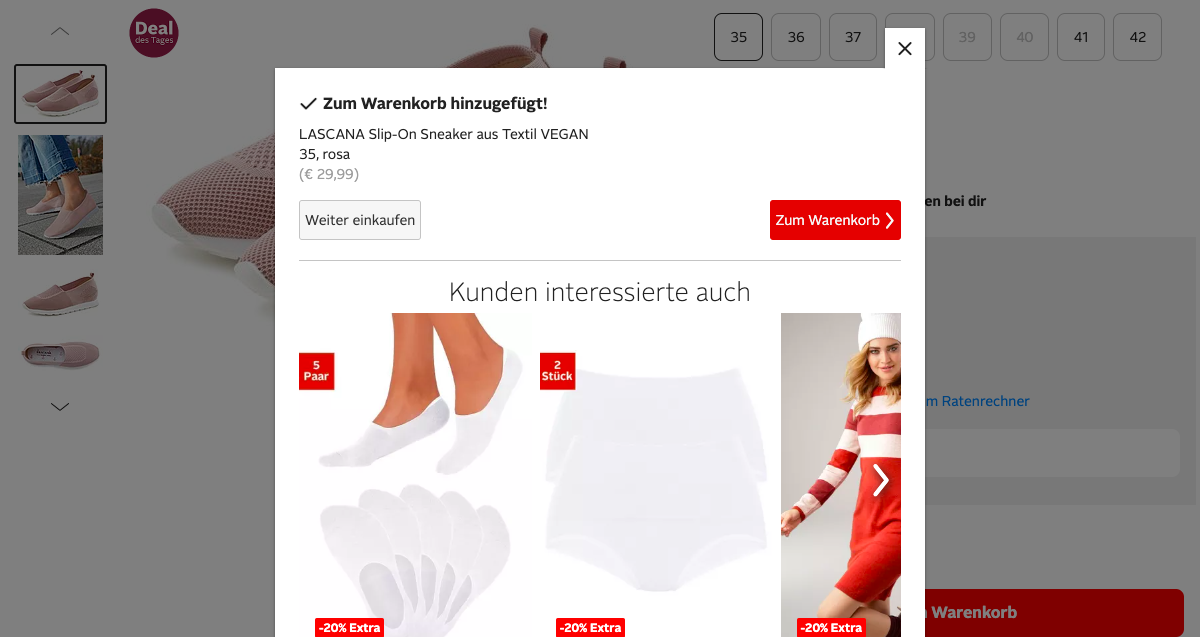 Deal
des Tages
35
36
37
39
40
41
42
Zum Warenkorb hinzugefügt!
LASCANA Slip-On Sneaker aus Textil VEGAN
35, rosa
(€ 29,99)
Weiter einkaufen
Zum Warenkorb
en bei dir
Kunden interessierte auch
5
Paar
2
Stück
m Ratenrechner
Warenkorb
-20% Extra
-20% Extra
-20% Extra